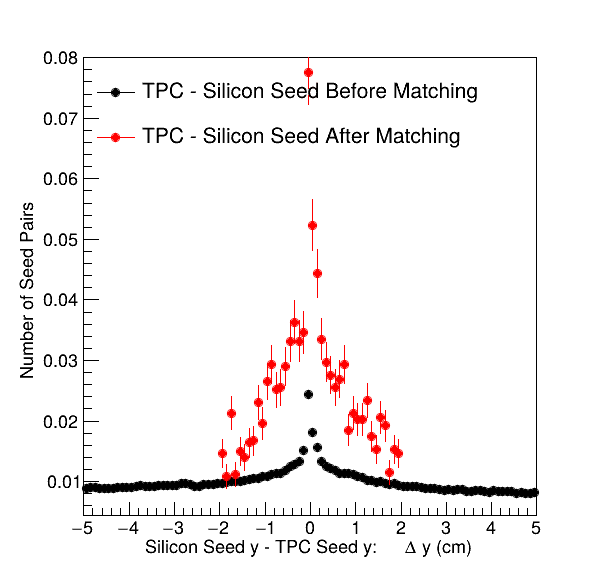 0.08
TPC - Silicon Seed Before Matching
0.07
TPC - Silicon Seed After Matching
0.06
0.05
0.04
0.03
0.02
0.01
Number of Seed Pairs
−5 −4 −3 −2 −1 0 1 2 3 4 5
Silicon Seed y - TPC Seed y: Δ y (cm)